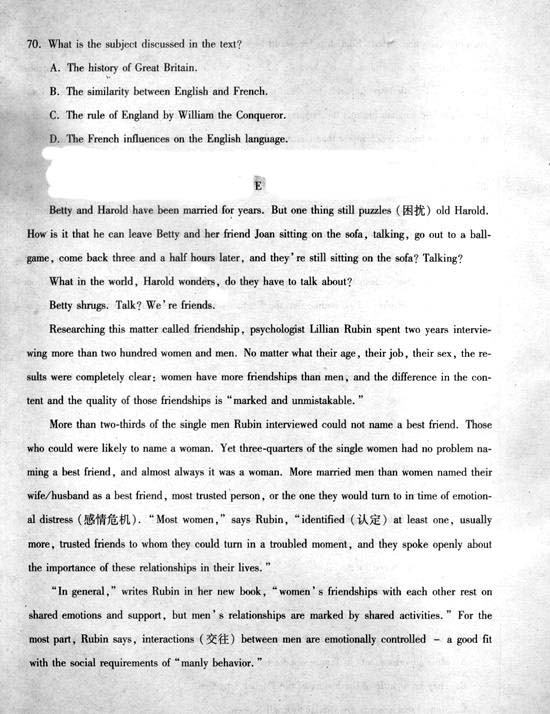 70. What is the subject discussed in the text?
A. The history of Great Britain.
B. The similarity between English and French.
C. The rule of England by William the Conqueror.
D. The French influences on the English language.
E
Betty and Harold have been married for years. But one thing still puzzles (困扰) old Harold.
How is it that he can leave Betty and her friend Joan sitting on the sofa, talking, go out to a ball-
game, come back three and a half hours later, and they're still sitting on the sofa? Talking?
What in the world, Harold wonders, do they have to talk about?
Betty shrugs. Talk? We're friends.
Researching this matter called friendship, psychologist Lillian Rubin spent two years intervie-
wing more than two hundred women and men. No matter what their age, their job, their sex, the re-
sults were completely clear: women have more friendships than men, and the difference in the con-
tent and the quality of those friendships is "marked and unmistakable."
More than two-thirds of the single men Rubin interviewed could not name a best friend. Those
who could were likely to name a woman. Yet three-quarters of the single women had no problem na-
ming a best friend, and almost always it was a woman. More married men than women named their
wife/husband as a best friend, most trusted person, or the one they would turn to in time of emotion-
al distress (感情危机). "Most women," says Rubin, "identified (认定) at least one, usually
more, trusted friends to whom they could turn in a troubled moment, and they spoke openly about
the importance of these relationships in their lives."
"In general," writes Rubin in her new book, "women's friendships with each other rest on
shared emotions and support, but men's relationships are marked by shared activities." For the
most part, Rubin says, interactions (交往) between men are emotionally controlled - a good fit
with the social requirements of "manly behavior."